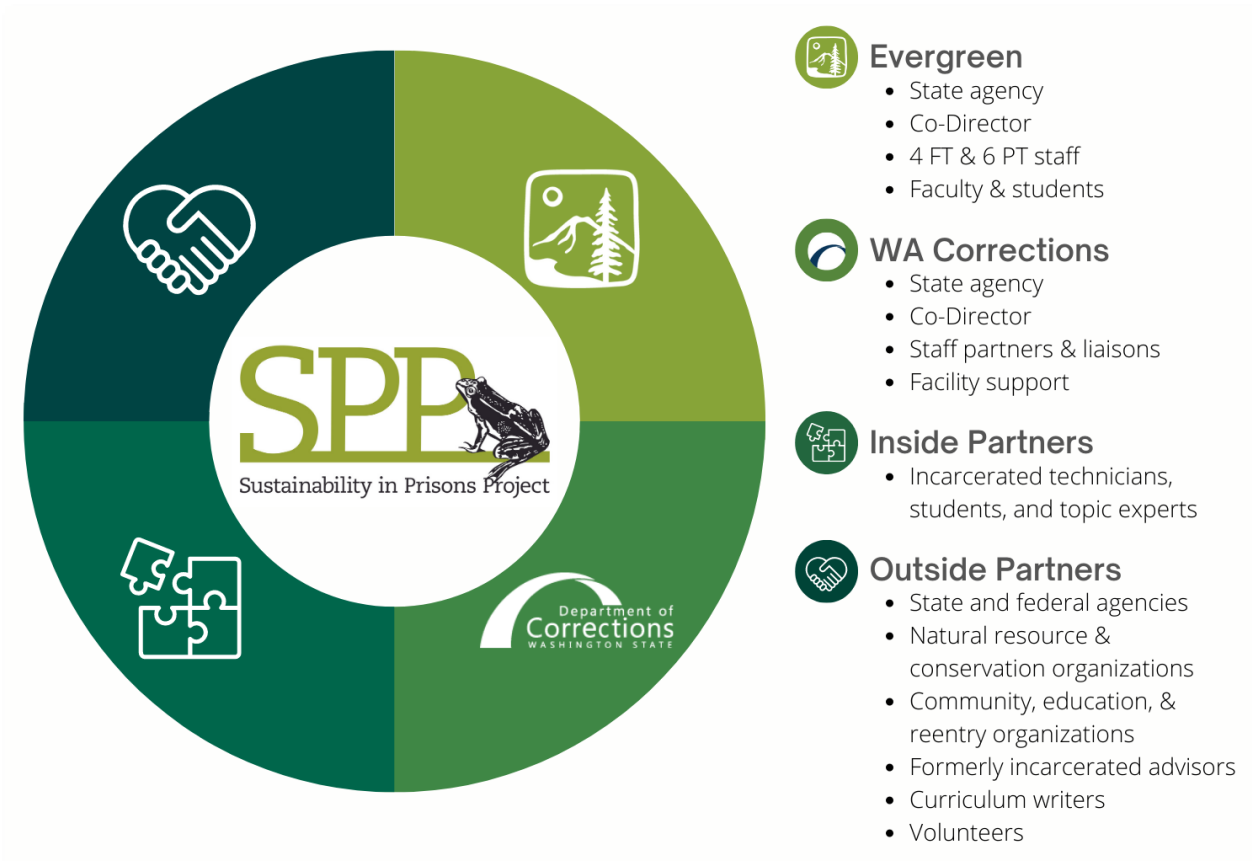 SPP
Sustainability in Prisons Project
Department of
Corrections
WASHINGTON STATE
Evergreen
• State agency
• Co-Director
• 4 FT & 6 PT staff
• Faculty & students
WA Corrections
• State agency
• Co-Director
• Staff partners & liaisons
• Facility support
Inside Partners
• Incarcerated technicians,
students, and topic experts
Outside Partners
• State and federal agencies
• Natural resource &
conservation organizations
• Community, education, &
reentry organizations
• Formerly incarcerated advisors
• Curriculum writers
• Volunteers